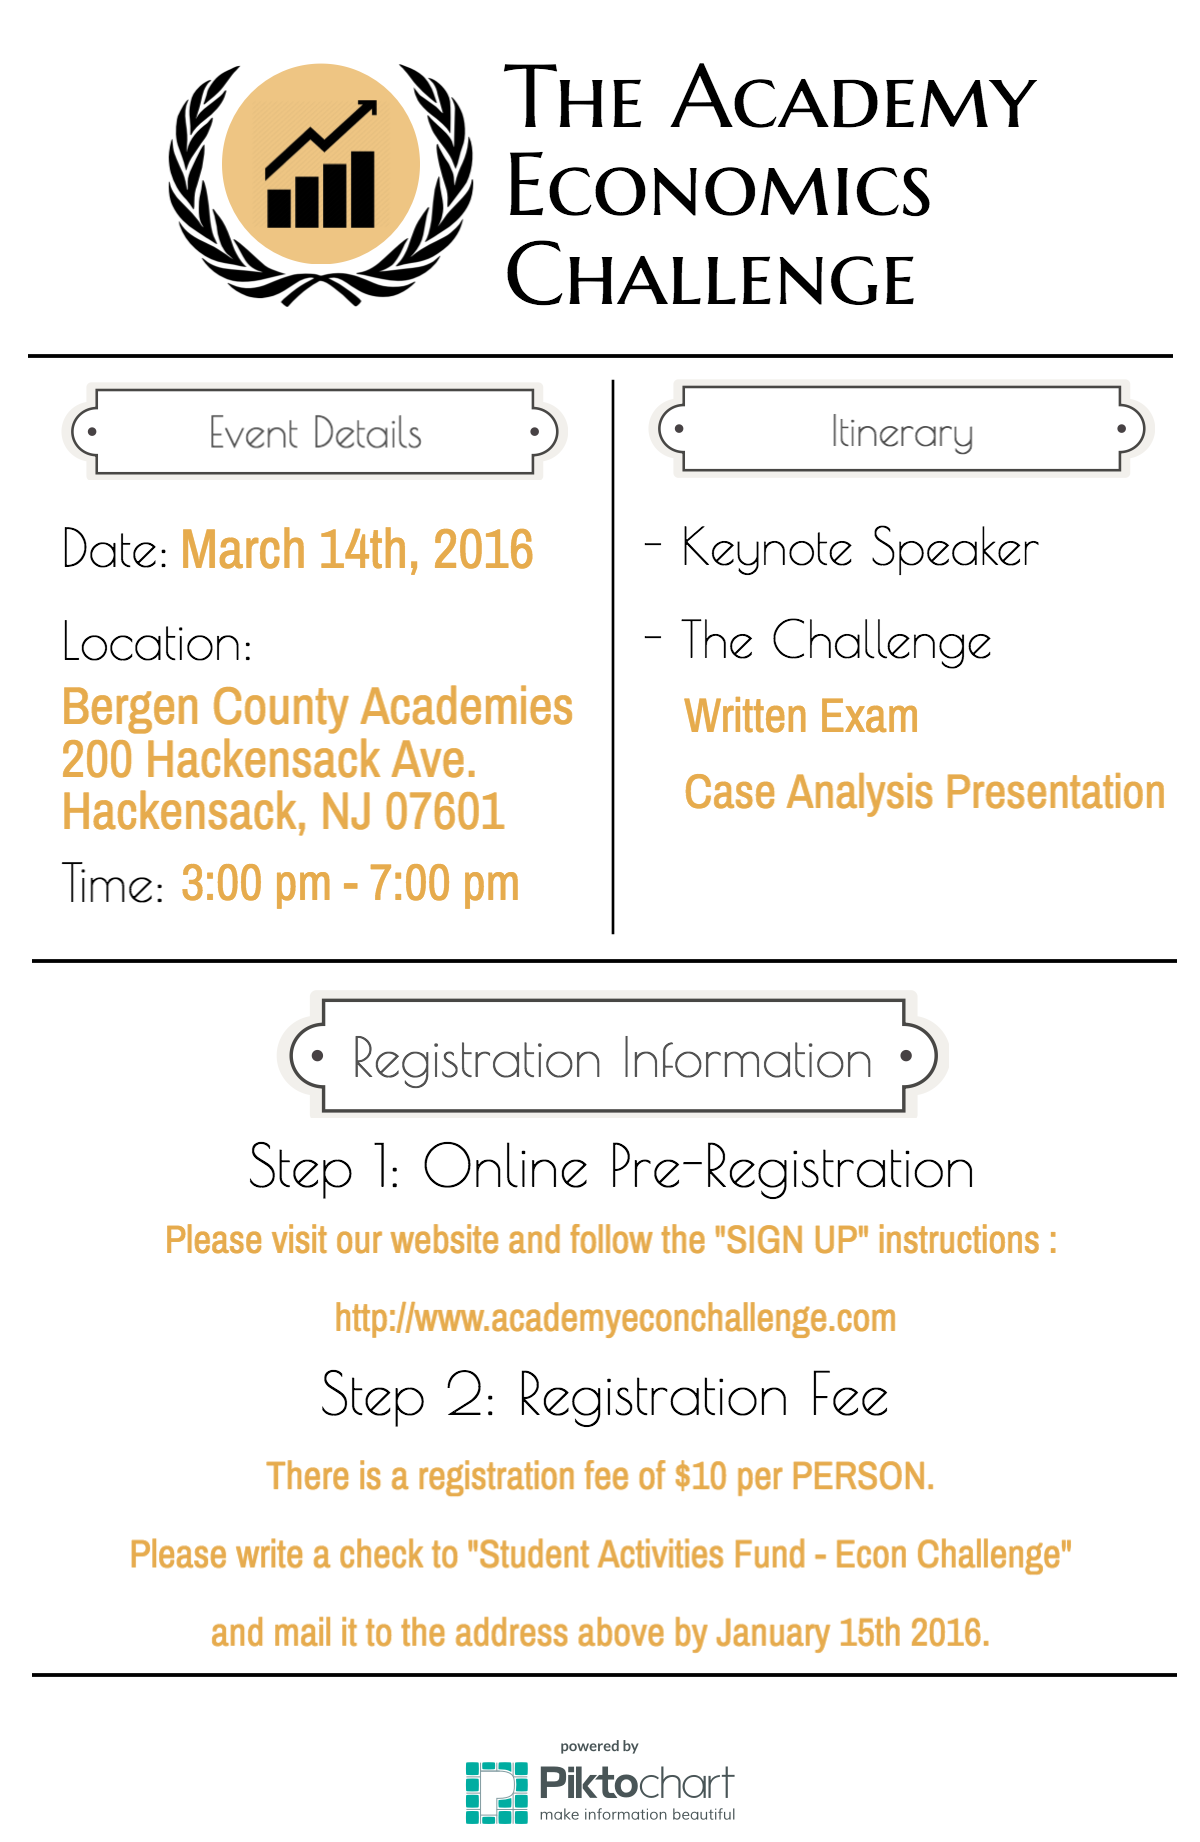 The Academy
Economics
Challenge
Event Details
Date: March 14th, 2016
Location:
Bergen County Academies
200 Hackensack Ave.
Hackensack, NJ 07601
Time: 3:00 pm - 7:00 pm
Itinerary
- Keynote Speaker
- The Challenge
Written Exam
Case Analysis Presentation
Registration Information
Step 1: Online Pre-Registration
Please visit our website and follow the "SIGN UP" instructions :
http://www.academyeconchallenge.com
Step 2: Registration Fee
There is a registration fee of $10 per PERSON.
Please write a check to "Student Activities Fund - Econ Challenge"
and mail it to the address above by January 15th 2016.
powered by
Piktochart
make information beautiful